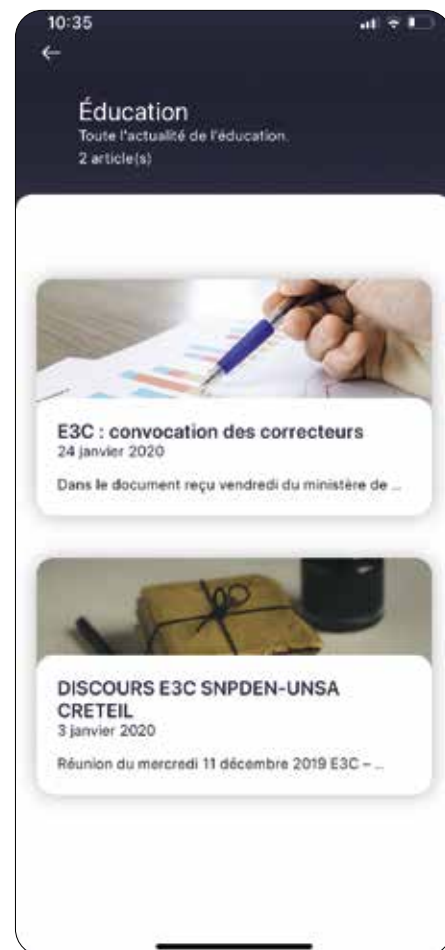 10:35
Éducation
Toute l'actualité de l'éducation.
2 article(s)
E3C : convocation des correcteurs
24 janvier 2020
Dans le document reçu vendredi du ministère de ...
DISCOURS E3C SNPDEN-UNSA
CRETEIL
3 janvier 2020
Réunion du mercredi 11 décembre 2019 E3C – ...